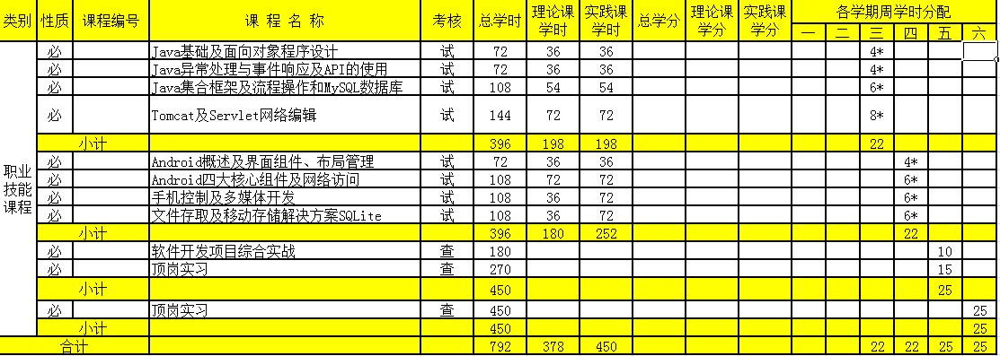 类别 性质 课程编号 课 程 名 称 考核 总学时 理论课学时 实践课学时 总学分 理论课学分 实践课学分 各学期周学时分配
一 二 三 四 五 六
职业技能课程
必 Java基础及面向对象程序设计 试 72 36 36 4*
必 Java异常处理与事件响应及API的使用 试 72 36 36 4*
必 Java集合框架及流程操作和MySQL数据库 试 108 54 54 6*
必 Tomcat及Servlet网络编辑 试 144 72 72 8*
小计 396 198 198 22
必 Android概述及界面组件、布局管理 试 72 36 36 4*
必 Android四大核心组件及网络访问 试 108 72 72 6*
必 手机控制及多媒体开发 试 108 36 72 6*
必 文件存取及移动存储解决方案SQLite 试 108 36 72 6*
小计 396 180 252 22
必 软件开发项目综合实战 查 180 10
必 顶岗实习 查 270 15
小计 450 25
必 顶岗实习 查 450 25
小计 450 25
合计 792 378 450 22 22 25 25